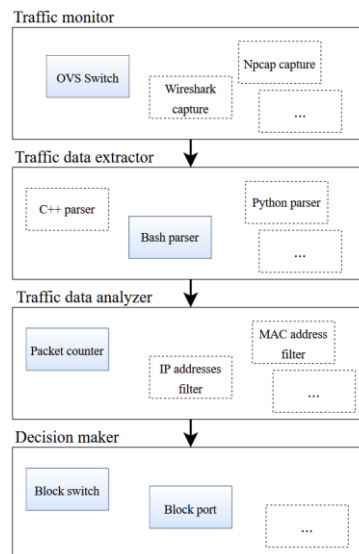 Traffic monitor
OVS Switch
Npcap capture
Wireshark
capture
...
Traffic data extractor
C++ parser
Bash parser
Python parser
...
Traffic data analyzer
Packet counter
IP addresses
filter
MAC address
filter
...
Decision maker
Block switch
Block port
...